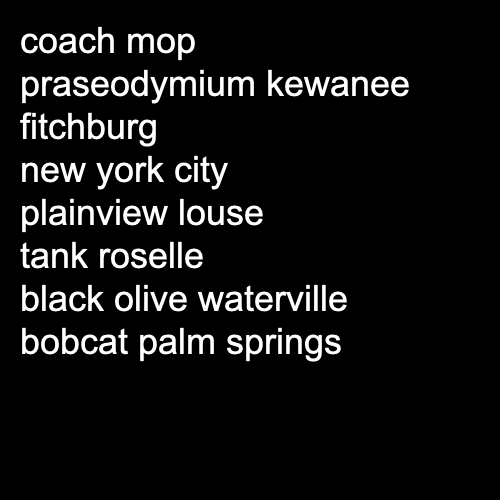 coach mop
praseodymium kewanee
fitchburg
new york city
plainview louse
tank roselle
black olive waterville
bobcat palm springs